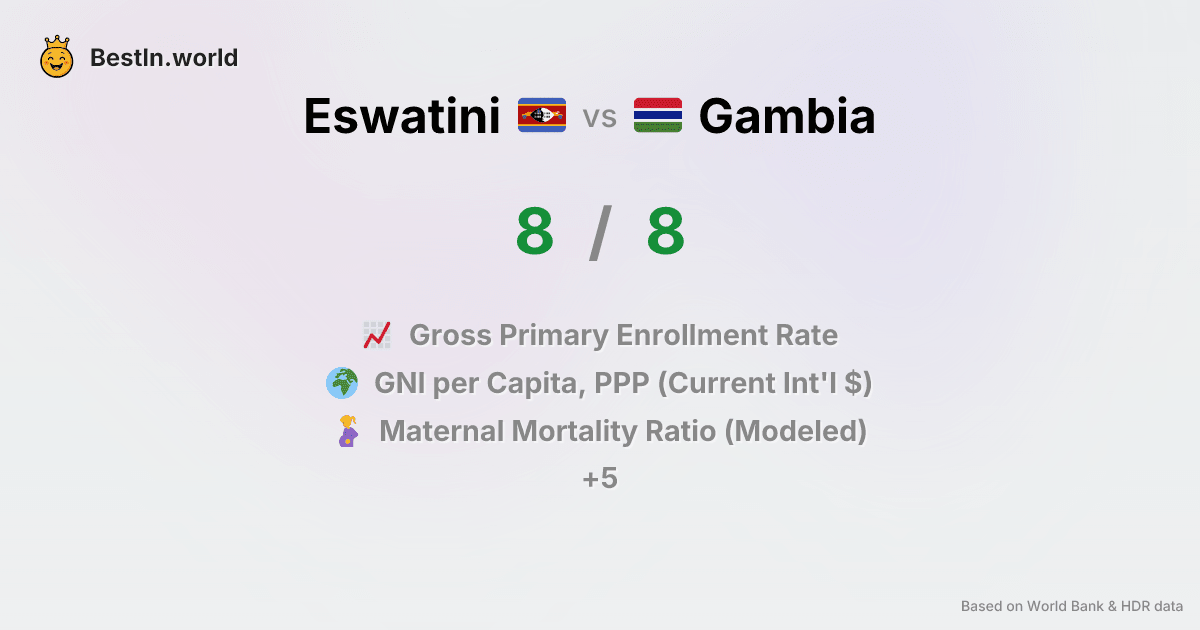 BestIn.world
Eswatini vs Gambia
8 / 8
Gross Primary Enrollment Rate
GNI per Capita, PPP (Current Int'l $)
Maternal Mortality Ratio (Modeled)
+5
Based on World Bank & HDR data